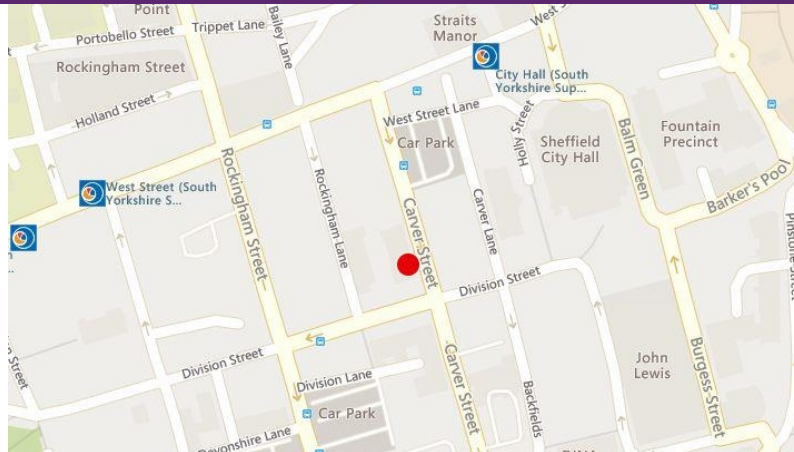 Point
Portobello Street
Trippet Lane
Bailey Lane
Straits
Manor
West St
Rockingham Street
Holland Street
City Hall (South
Yorkshire Sup...
West Street Lane
Car Park
Holly Street
Sheffield
City Hall
Balm Green
Fountain
Precinct
Barker's Pool
West Street (South
Yorkshire S...
Rockingham Street
Rockingham Lane
Carver Street
Carver Lane
Division Street
Pinstone Street
...
Division Street
Division Lane
Carver Street
Backfields
John
Lewis
Burgess Street
Car Park
Street